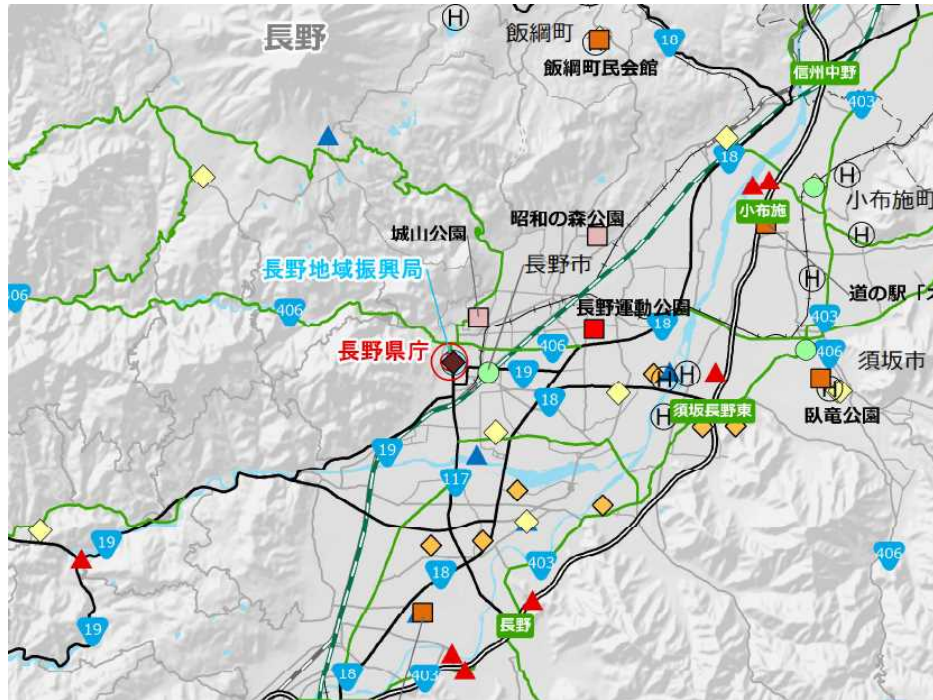 長野
飯綱町
18
飯綱町民会館
信州中野
403
18
小布施
小布施町
昭和の森公園
城山公園
長野市
長野地域振興局
道の駅「オ
406
406
長野運動公園
18
403
長野県庁
406
406
19
須坂市
18
須坂長野東
臥竜公園
19
117
19
18
403
406
長野
19
18
403
H
H
H
H
H
H
H
H